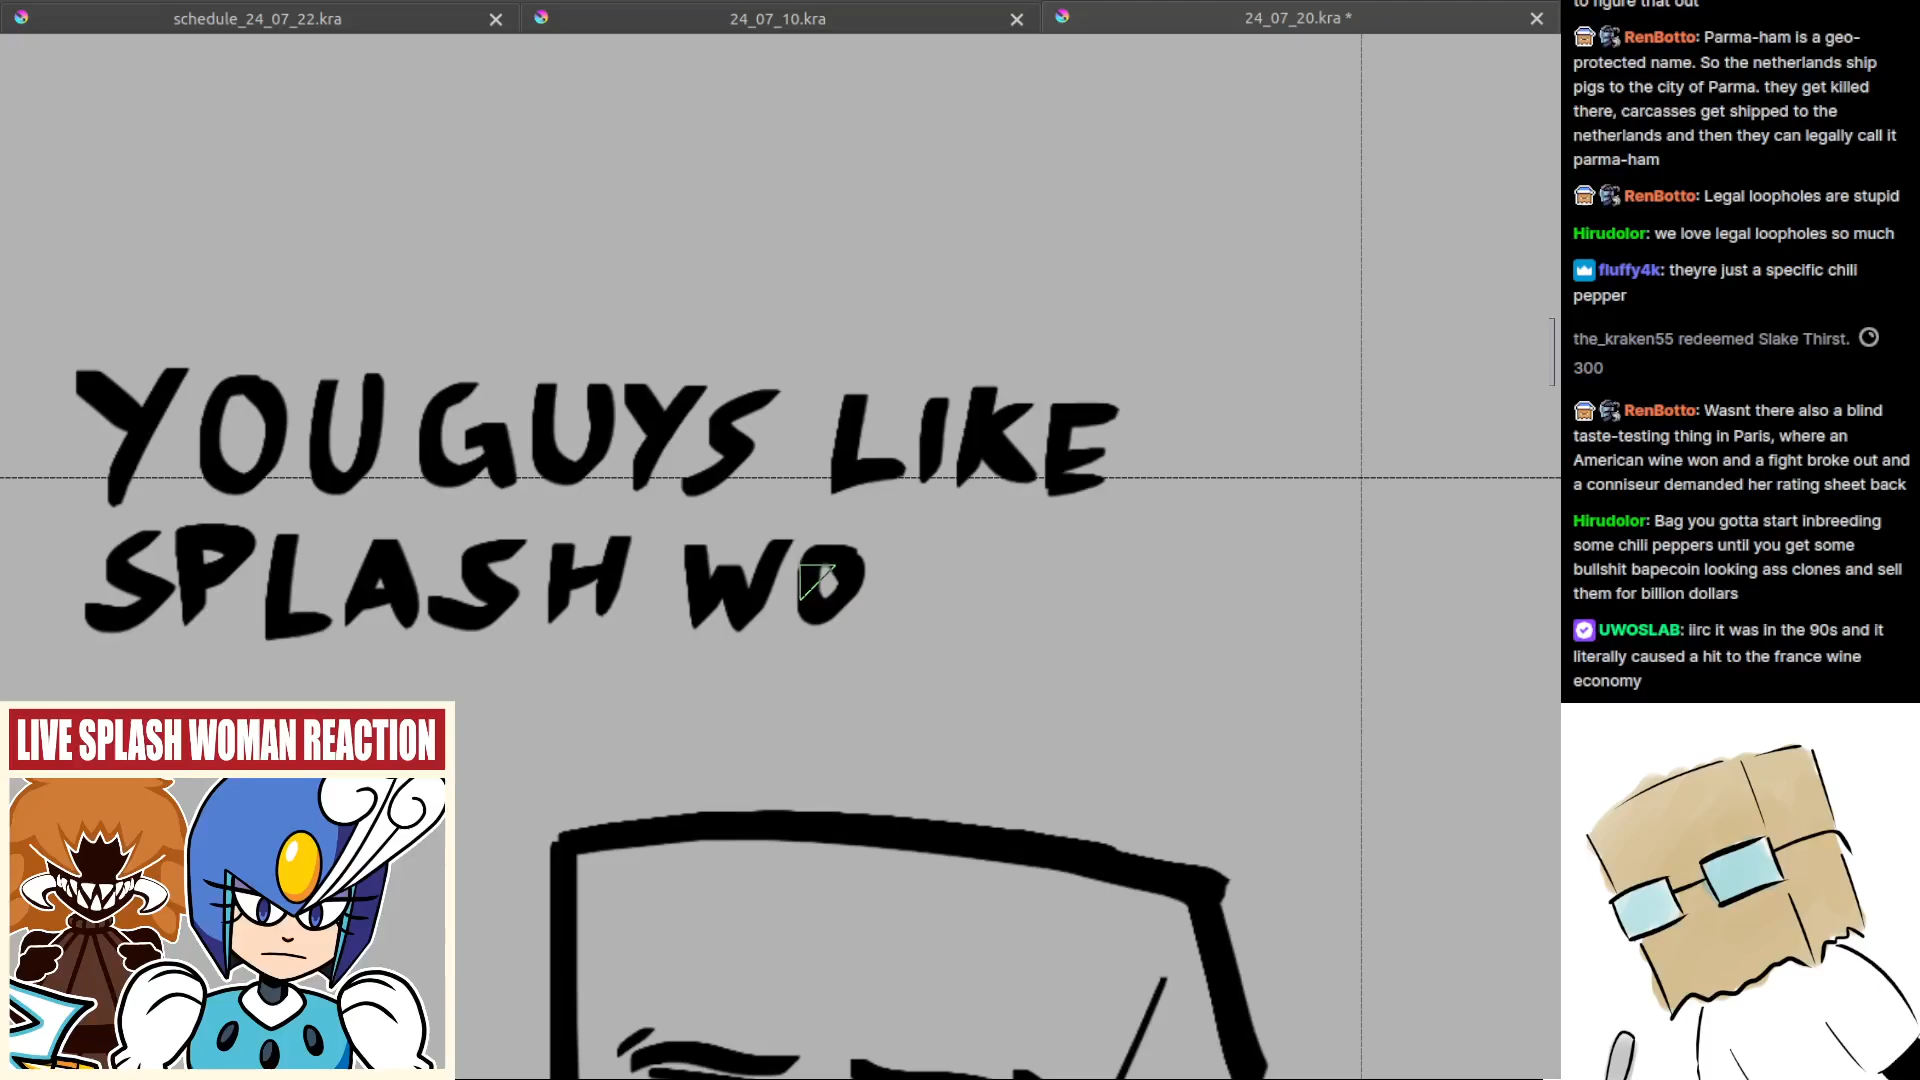 schedule_24_07_22.kra
24_07_10.kra
24_07_20.kra *
YOU GUYS LIKE
SPLASH WO
LIVE SPLASH WOMAN REACTION
to figure that out
RenBotto: Parma-ham is a geo-
protected name. So the netherlands ship
pigs to the city of Parma. they get killed
there, carcasses get shipped to the
netherlands and then they can legally call it
parma-ham
RenBotto: Legal loopholes are stupid
Hirudolor: we love legal loopholes so much
fluffy4k: theyre just a specific chili
pepper
the_kraken55 redeemed Slake Thirst.
300
RenBotto: Wasnt there also a blind
taste-testing thing in Paris, where an
American wine won and a fight broke out and
a conniseur demanded her rating sheet back
Hirudolor: Bag you gotta start inbreeding
some chili peppers until you get some
bullshit bapecoin looking ass clones and sell
them for billion dollars
UWOSLAB: iirc it was in the 90s and it
literally caused a hit to the france wine
economy